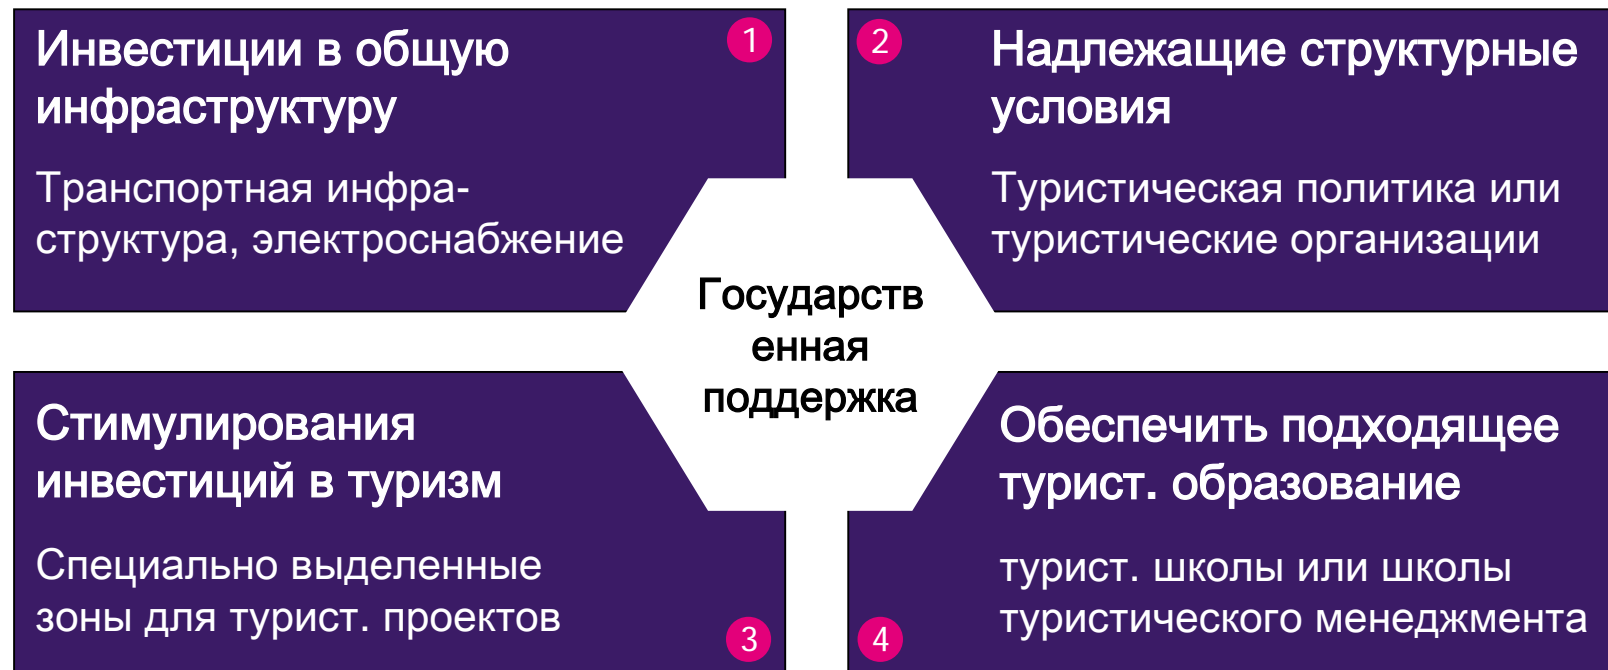 Инвестиции в общую
инфраструктуру
1
Транспортная инфра-
структура, электроснабжение
2
Надлежащие структурные
условия
Туристическая политика или
туристические организации
Государств
енная
поддержка
Стимулирования
инвестиций в туризм
Специально выделенные
зоны для турист. проектов
3
Обеспечить подходящее
турист. образование
турист. школы или школы
туристического менеджмента
4